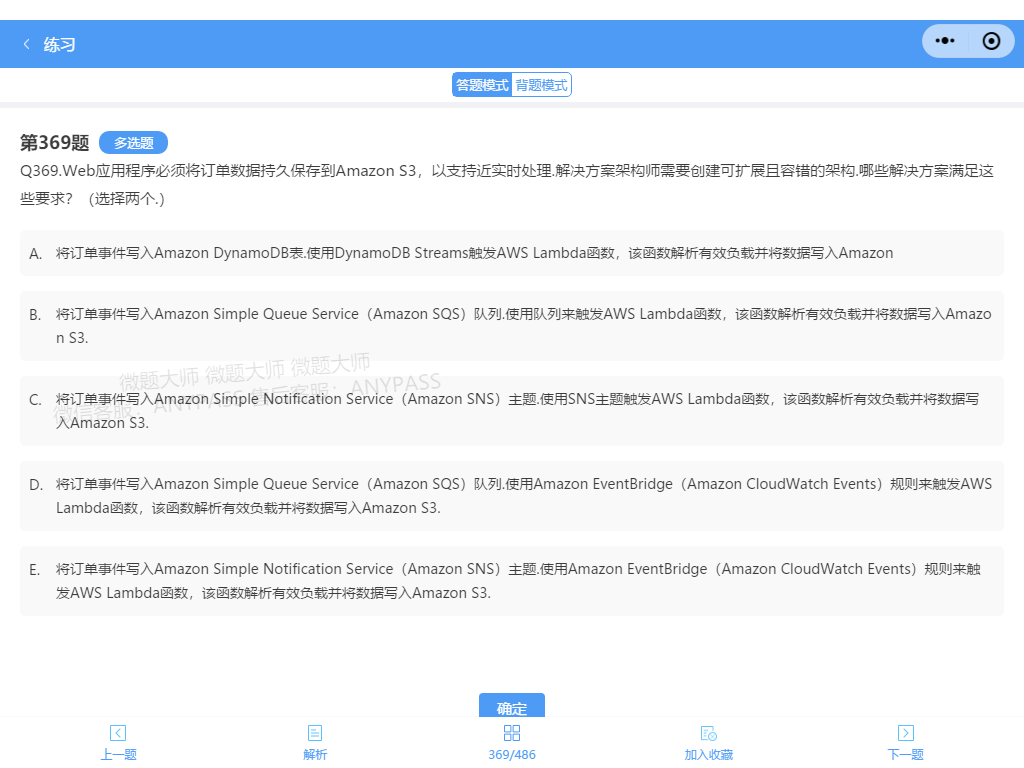 练习
答题模式 背题模式
第369题 多选题
Q369.Web应用程序必须将订单数据持久保存到Amazon S3，以支持近实时处理.解决方案架构师需要创建可扩展且容错的架构.哪些解决方案满足这
些要求？（选择两个.）
A. 将订单事件写入Amazon DynamoDB表.使用DynamoDB Streams触发AWS Lambda函数，该函数解析有效负载并将数据写入Amazon
B. 将订单事件写入Amazon Simple Queue Service（Amazon SQS）队列.使用队列来触发AWS Lambda函数，该函数解析有效负载并将数据写入Amazo
n S3.
微题大师 微题大师 微题大师
微信客服：ANYPASS 售后客服：ANYPASS
C. 将订单事件写入Amazon Simple Notification Service（Amazon SNS）主题.使用SNS主题触发AWS Lambda函数，该函数解析有效负载并将数据写
入Amazon S3.
D. 将订单事件写入Amazon Simple Queue Service（Amazon SQS）队列.使用Amazon EventBridge（Amazon CloudWatch Events）规则来触发AWS
Lambda函数，该函数解析有效负载并将数据写入Amazon S3.
E. 将订单事件写入Amazon Simple Notification Service（Amazon SNS）主题.使用Amazon EventBridge（Amazon CloudWatch Events）规则来触
发AWS Lambda函数，该函数解析有效负载并将数据写入Amazon S3.
确定
上一题 解析 369/486 加入收藏 下一题